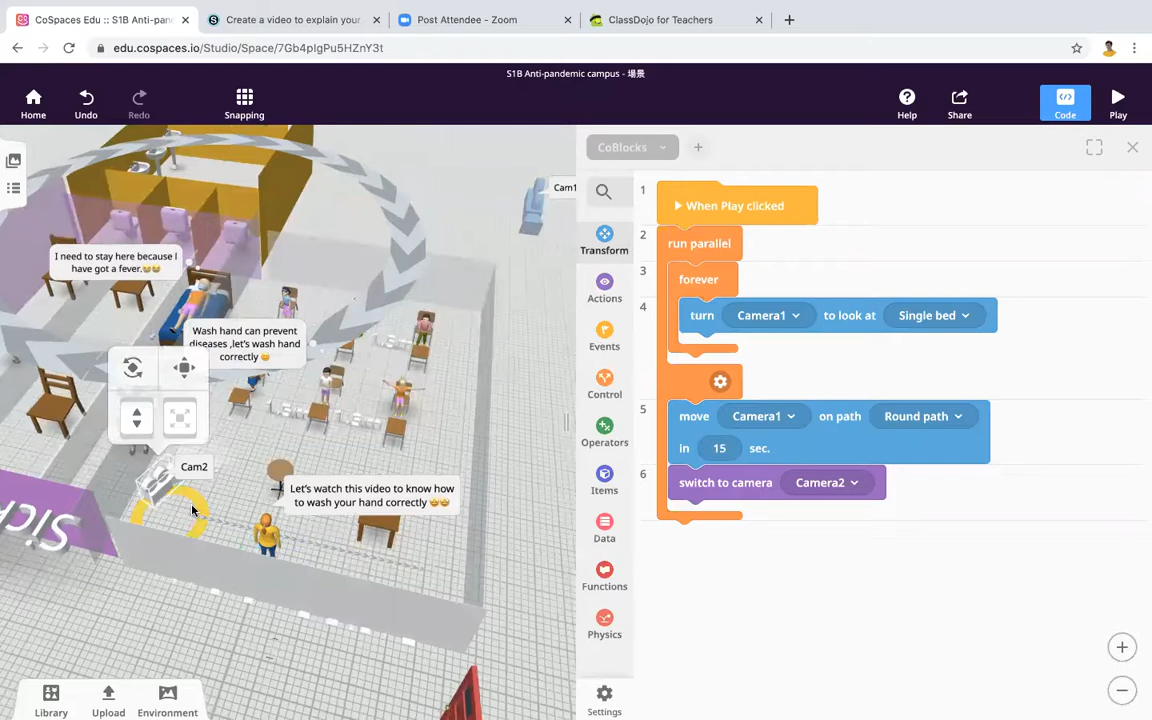 CoSpaces Edu :: S1B Anti-pan
Create a video to explain your
Post Attendee - Zoom
ClassDojo for Teachers
edu.cospaces.io/Studio/Space/7Gb4plgPu5HZnY3t
S1B Anti-pandemic campus - 場景
Home
Undo
Redo
Snapping
Help
Share
Code
Play
Cam1
I need to stay here because I
have got a fever.😭😭
Wash hand can prevent
diseases ,let's wash hand
correctly 😀
Cam2
Let's watch this video to know how
to wash your hand correctly 😄😄
Sick
Library
Upload
Environment
CoBlocks
Transform
Actions
Events
Control
Operators
Items
Data
Functions
Physics
Settings
1
When Play clicked
2
run parallel
3
forever
4
turn Camera1 to look at Single bed
5
move Camera1 on path Round path
in 15 sec.
6
switch to camera Camera2